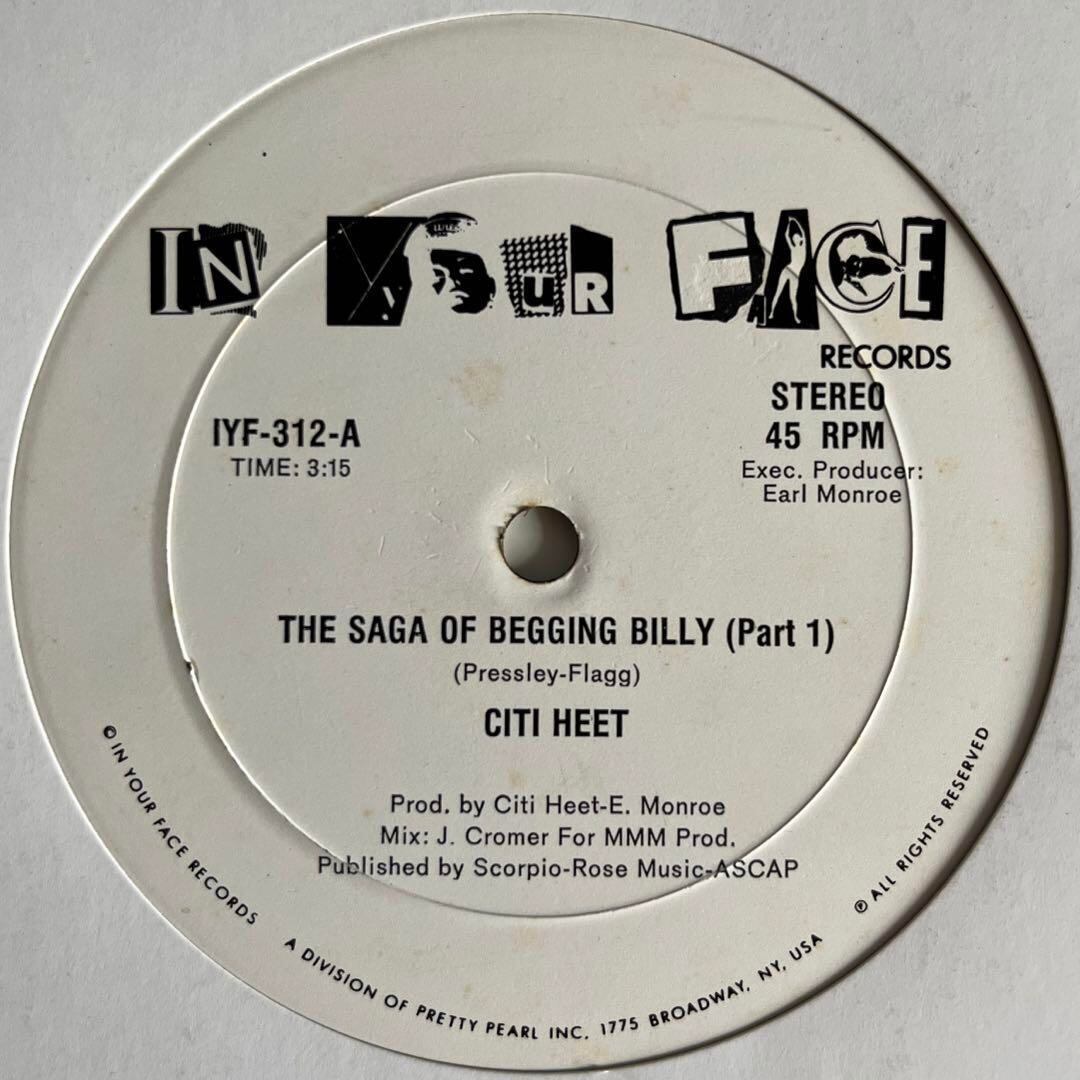 IN YOUR FACE
RECORDS
STEREO
45 RPM
Exec. Producer:
Earl Monroe
IYF-312-A
TIME: 3:15
THE SAGA OF BEGGING BILLY (Part 1)
(Pressley-Flagg)
CITI HEET
Prod. by Citi Heet-E. Monroe
Mix: J. Cromer For MMM Prod.
Published by Scorpio-Rose Music-ASCAP
© IN YOUR FACE RECORDS A DIVISION OF PRETTY PEARL INC. 1775 BROADWAY, NY, USA ℗ ALL RIGHTS RESERVED